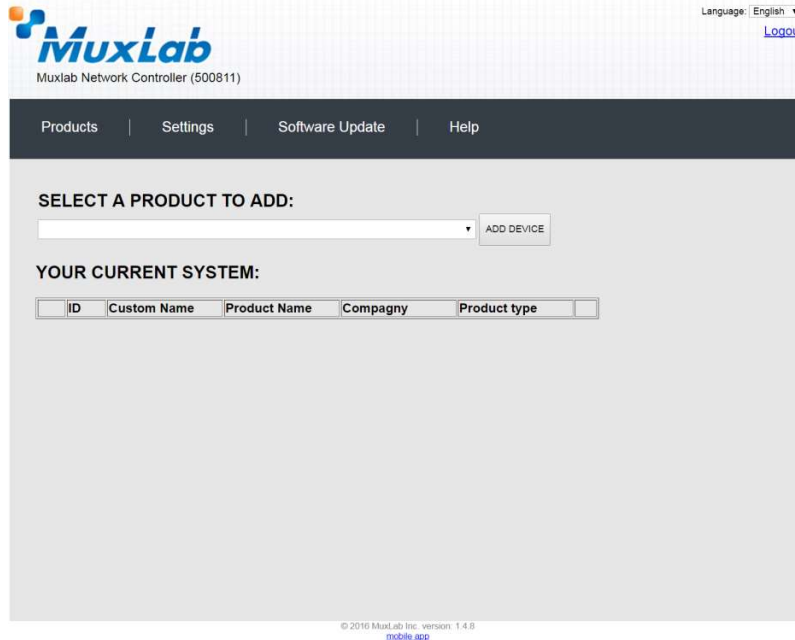 Language: English
Logou
MuxLab
Muxlab Network Controller (500811)
Products | Settings | Software Update | Help
SELECT A PRODUCT TO ADD:
ADD DEVICE
YOUR CURRENT SYSTEM:
ID Custom Name Product Name Compagny Product type
© 2016 MuxLab Inc. version: 1.4.8
mobile app